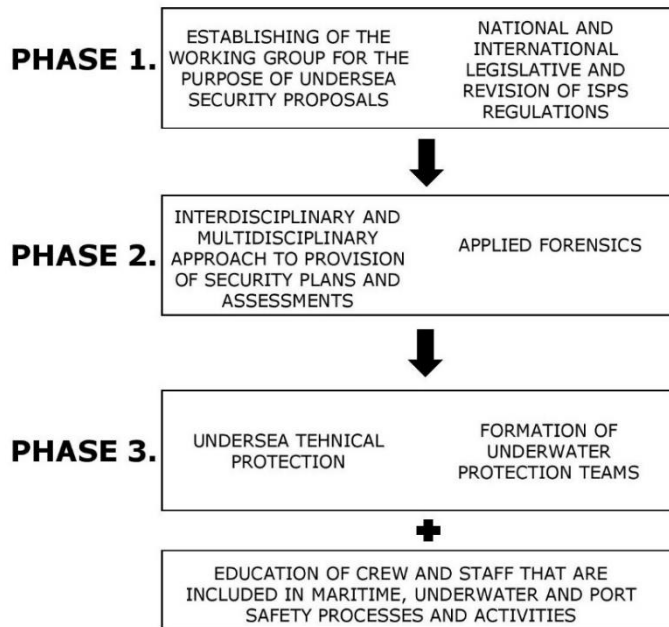 PHASE 1.
ESTABLISHING OF THE
WORKING GROUP FOR THE
PURPOSE OF UNDERSEA
SECURITY PROPOSALS
NATIONAL AND
INTERNATIONAL
LEGISLATIVE AND
REVISION OF ISPS
REGULATIONS
PHASE 2.
INTERDISCIPLINARY AND
MULTIDISCIPLINARY
APPROACH TO PROVISION
OF SECURITY PLANS AND
ASSESSMENTS
APPLIED FORENSICS
PHASE 3.
UNDERSEA TEHNICAL
PROTECTION
FORMATION OF
UNDERWATER
PROTECTION TEAMS
EDUCATION OF CREW AND STAFF THAT ARE
INCLUDED IN MARITIME, UNDERWATER AND PORT
SAFETY PROCESSES AND ACTIVITIES